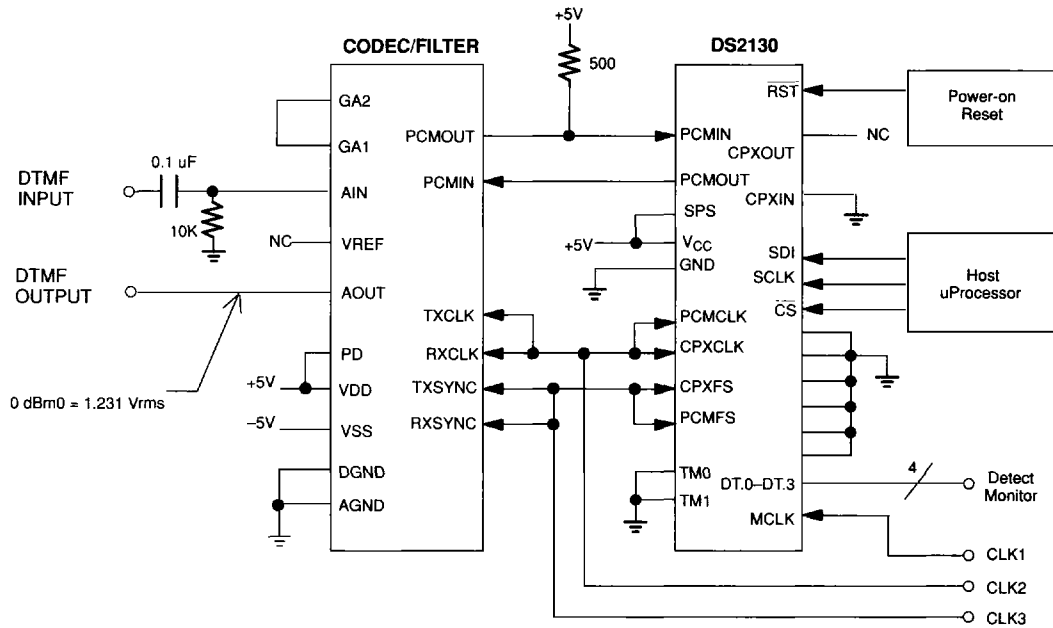 +5V
CODEC/FILTER
DS2130
500
GA2
GA1
PCMOUT
PCMIN
RST
Power-on
Reset
PCMIN
NC
CPXOUT
PCMOUT
CPXIN
0.1 uF
DTMF
INPUT
AIN
10K
NC
VREF
SPS
+5V
VCC
GND
SDI
SCLK
CS
Host
uProcessor
DTMF
OUTPUT
AOUT
TXCLK
RXCLK
PCMCLK
CPXCLK
PD
+5V
VDD
TXSYNC
CPXFS
0 dBm0 = 1.231 Vrms
–5V
VSS
RXSYNC
PCMFS
DGND
AGND
TM0
TM1
DT.0–DT.3
4
Detect
Monitor
MCLK
CLK1
CLK2
CLK3